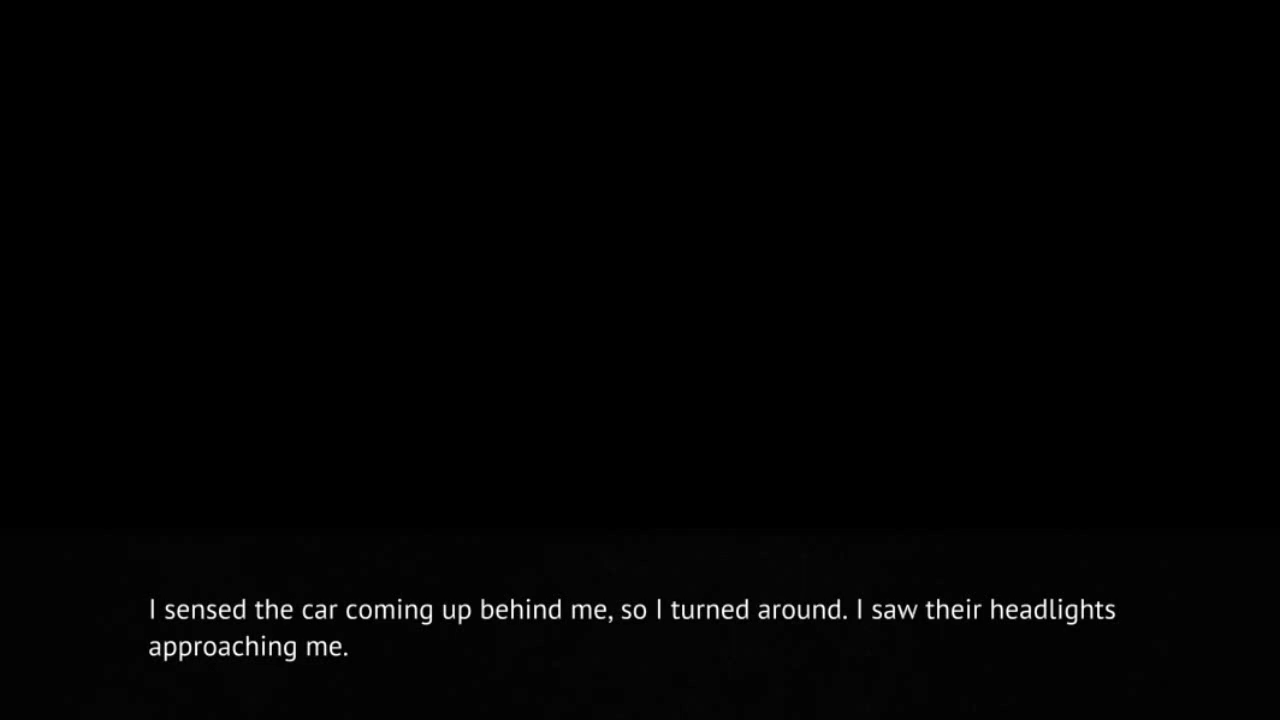 I sensed the car coming up behind me, so I turned around. I saw their headlights
approaching me.